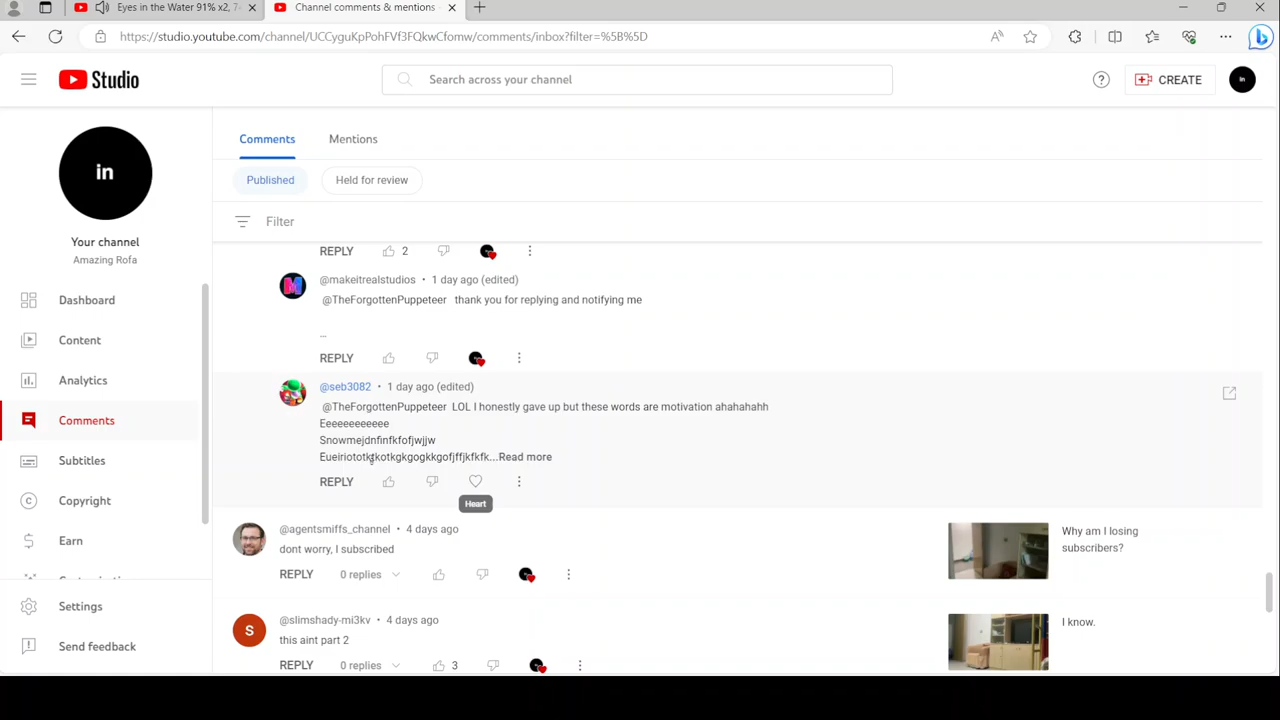 Eyes in the Water 91% x2, 74
Channel comments & mentions
https://studio.youtube.com/channel/UCCyguKpPohFVf3FQkwCfomw/comments/inbox?filter=%5B%5D
Studio
Search across your channel
CREATE
in
in
Your channel
Amazing Rofa
Dashboard
Content
Analytics
Comments
Subtitles
Copyright
Earn
Settings
Send feedback
Comments
Mentions
Published
Held for review
Filter
REPLY 2
@makeitrealstudios • 1 day ago (edited)
@TheForgottenPuppeteer thank you for replying and notifying me
...
REPLY
@seb3082 • 1 day ago (edited)
@TheForgottenPuppeteer LOL I honestly gave up but these words are motivation ahahahahh
Eeeeeeeeeeee
Snowmejdnfinfkfofjwjjw
...Read more
REPLY
Heart
@agentsmiffs_channel • 4 days ago
dont worry, I subscribed
REPLY 0 replies
Why am I losing
subscribers?
S
@slimshady-mi3kv • 4 days ago
this aint part 2
REPLY 0 replies 3
I know.